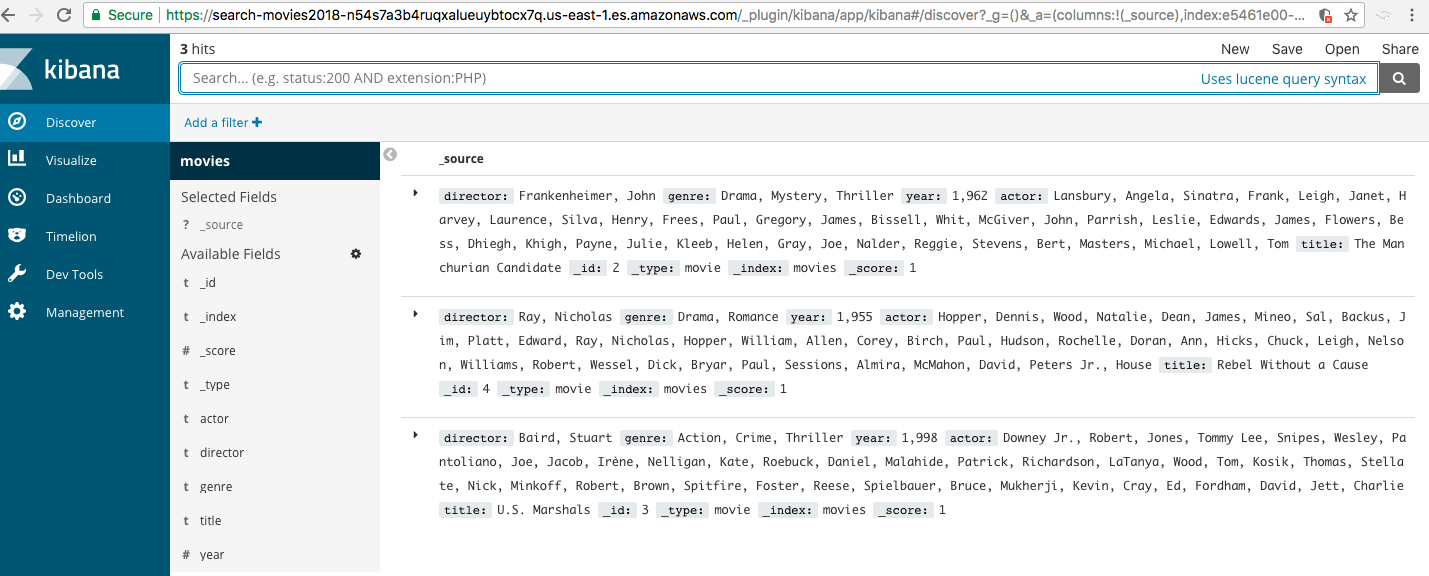 Secure https://search-movies2018-n54s7a3b4ruqxalueuybtocx7q.us-east-1.es.amazonaws.com/_plugin/kibana/app/kibana#/discover?_g=()&_a=(columns:!(_source),index:e5461e00-...
3 hits
New Save Open Share
kibana
Search... (e.g. status:200 AND extension:PHP) Uses lucene query syntax
Discover
Visualize
Dashboard
Timelion
Dev Tools
Management
Add a filter +
movies
Selected Fields
? _source
Available Fields
t _id
t _index
# _score
t _type
t actor
t director
t genre
t title
# year
_source
director: Frankenheimer, John genre: Drama, Mystery, Thriller year: 1,962 actor: Lansbury, Angela, Sinatra, Frank, Leigh, Janet, H
arvey, Laurence, Silva, Henry, Frees, Paul, Gregory, James, Bissell, Whit, McGiver, John, Parrish, Leslie, Edwards, James, Flowers, Be
ss, Dhiegh, Khigh, Payne, Julie, Kleeb, Helen, Gray, Joe, Nalder, Reggie, Stevens, Bert, Masters, Michael, Lowell, Tom title: The Man
churian Candidate _id: 2 _type: movie _index: movies _score: 1
director: Ray, Nicholas genre: Drama, Romance year: 1,955 actor: Hopper, Dennis, Wood, Natalie, Dean, James, Mineo, Sal, Backus, J
im, Platt, Edward, Ray, Nicholas, Hopper, William, Allen, Corey, Birch, Paul, Hudson, Rochelle, Doran, Ann, Hicks, Chuck, Leigh, Nelso
n, Williams, Robert, Wessel, Dick, Bryar, Paul, Sessions, Almira, McMahon, David, Peters Jr., House title: Rebel Without a Cause
_id: 4 _type: movie _index: movies _score: 1
director: Baird, Stuart genre: Action, Crime, Thriller year: 1,998 actor: Downey Jr., Robert, Jones, Tommy Lee, Snipes, Wesley, Pa
ntoliano, Joe, Jacob, Irène, Nelligan, Kate, Roebuck, Daniel, Malahide, Patrick, Richardson, LaTanya, Wood, Tom, Kosik, Thomas, Stella
te, Nick, Minkoff, Robert, Brown, Spitfire, Foster, Reese, Spielbauer, Bruce, Mukherji, Kevin, Cray, Ed, Fordham, David, Jett, Charlie
title: U.S. Marshals _id: 3 _type: movie _index: movies _score: 1